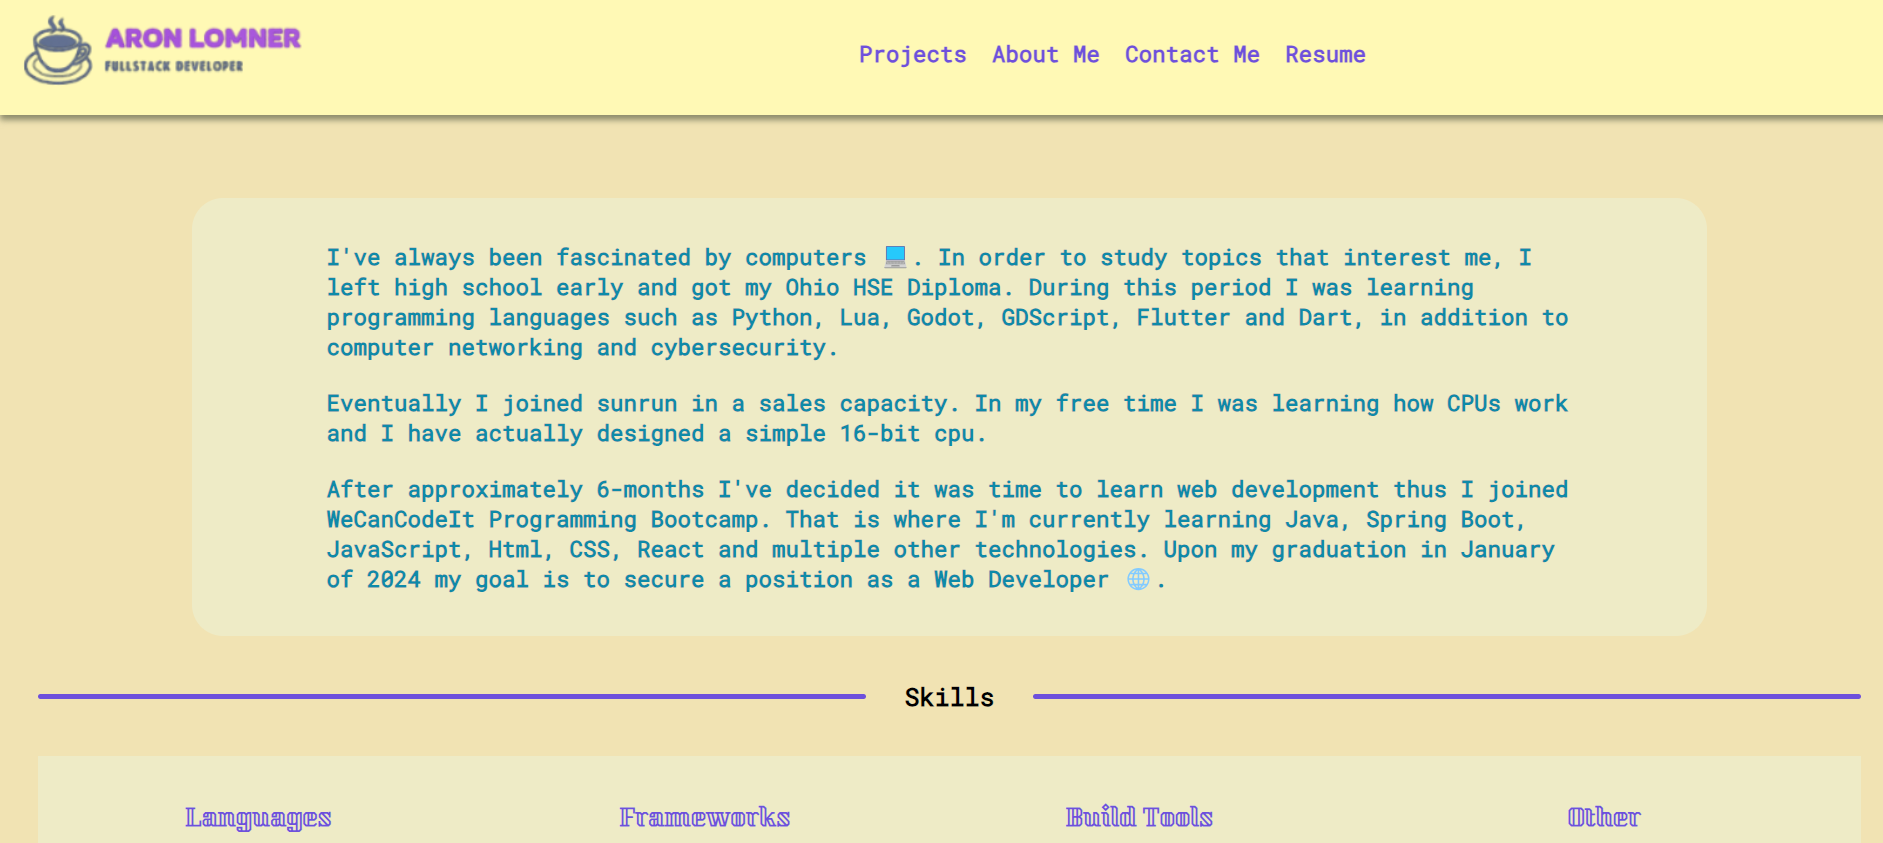 ARON LOMNER
FULLSTACK DEVELOPER
Projects About Me Contact Me Resume
I've always been fascinated by computers 💻. In order to study topics that interest me, I
left high school early and got my Ohio HSE Diploma. During this period I was learning
programming languages such as Python, Lua, Godot, GDScript, Flutter and Dart, in addition to
computer networking and cybersecurity.
Eventually I joined sunrun in a sales capacity. In my free time I was learning how CPUs work
and I have actually designed a simple 16-bit cpu.
After approximately 6-months I've decided it was time to learn web development thus I joined
WeCanCodeIt Programming Bootcamp. That is where I'm currently learning Java, Spring Boot,
JavaScript, Html, CSS, React and multiple other technologies. Upon my graduation in January
of 2024 my goal is to secure a position as a Web Developer 🌐.
Skills
Languages Frameworks Build Tools Other